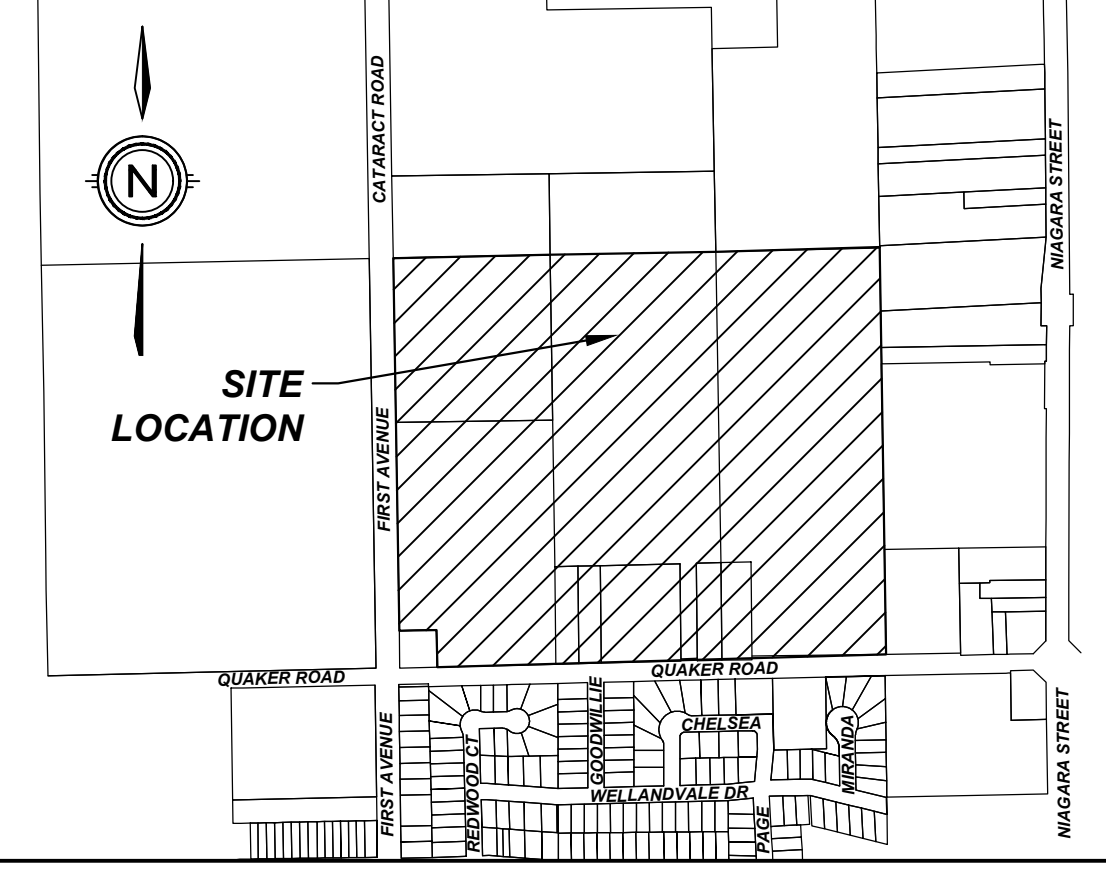 CATARACT ROAD
NIAGARA STREET
N
SITE
LOCATION
FIRST AVENUE
QUAKER ROAD
QUAKER ROAD
FIRST AVENUE
REDWOOD CT
GOODWILLIE
CHELSEA
MIRANDA
WELLANDVALE DR
PAGE
NIAGARA STREET